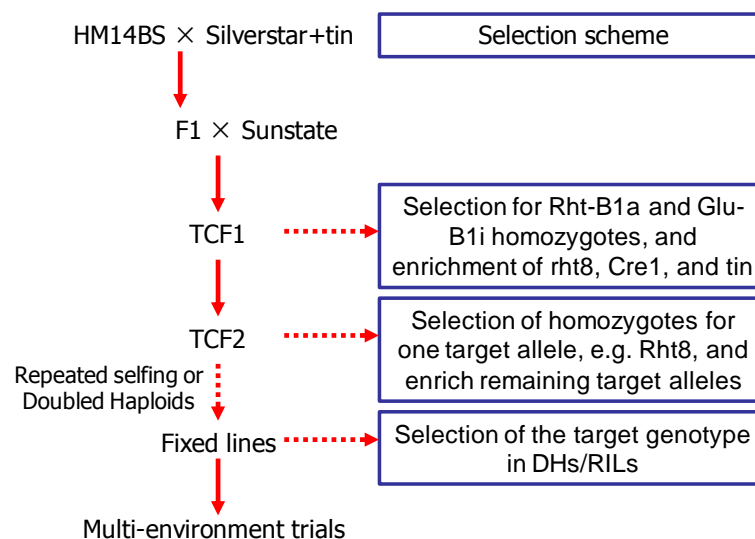 HM14BS × Silverstar+tin
Selection scheme
F1 × Sunstate
TCF1
Selection for Rht-B1a and Glu-
B1i homozygotes, and
enrichment of rht8, Cre1, and tin
TCF2
Selection of homozygotes for
one target allele, e.g. Rht8, and
enrich remaining target alleles
Repeated selfing or
Doubled Haploids
Fixed lines
Selection of the target genotype
in DHs/RILs
Multi-environment trials